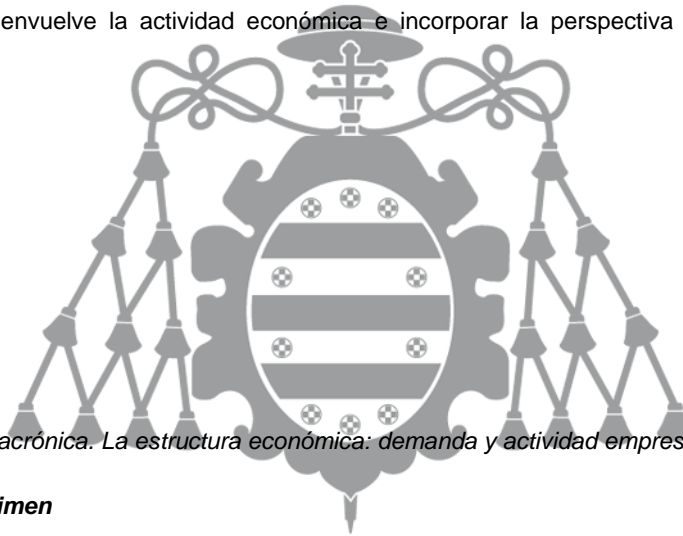 envuelve la actividad económica e incorporar la perspectiva
acrónica. La estructura económica: demanda y actividad empres
imen